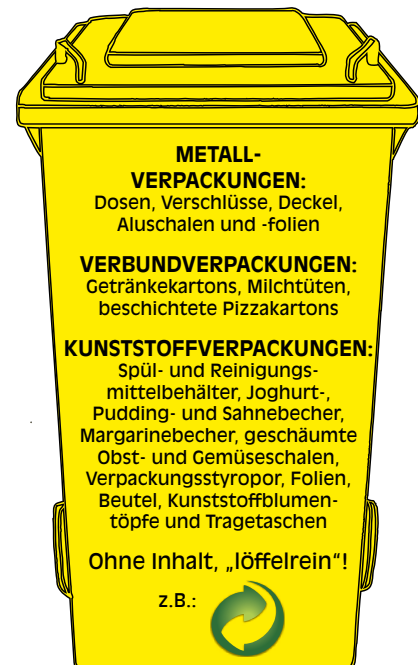 METALL-
VERPACKUNGEN:
Dosen, Verschlüsse, Deckel,
Aluschalen und -folien
VERBUNDVERPACKUNGEN:
Getränkekartons, Milchtüten,
beschichtete Pizzakartons
KUNSTSTOFFVERPACKUNGEN:
Spül- und Reinigungs-
mittelbehälter, Joghurt-,
Pudding- und Sahnebecher,
Margarinebecher, geschäumte
Obst- und Gemüseschalen,
Verpackungsstyropor, Folien,
Beutel, Kunststoffblumen-
töpfe und Tragetaschen
Ohne Inhalt, „löffelrein“!
z.B.: